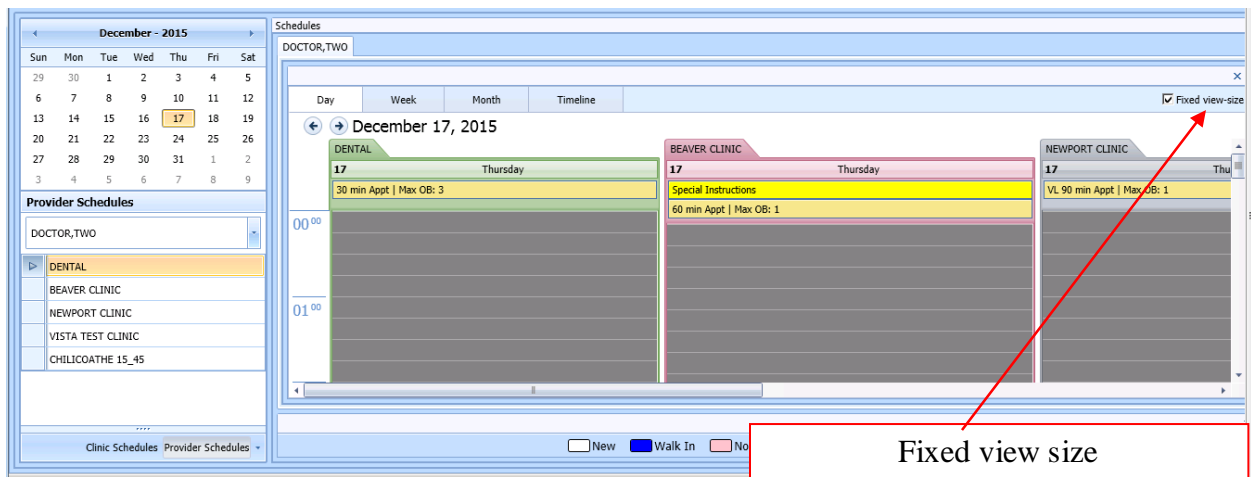 December - 2015
Sun Mon Tue Wed Thu Fri Sat
29 30 1 2 3 4 5
6 7 8 9 10 11 12
13 14 15 16 17 18 19
20 21 22 23 24 25 26
27 28 29 30 31 1 2
3 4 5 6 7 8 9
Provider Schedules
DOCTOR,TWO
DENTAL
BEAVER CLINIC
NEWPORT CLINIC
VISTA TEST CLINIC
CHILICOATHE 15_45
Clinic Schedules Provider Schedules
Schedules
DOCTOR,TWO
Day Week Month Timeline
Fixed view-size
December 17, 2015
DENTAL BEAVER CLINIC NEWPORT CLINIC
17 Thursday 17 Thursday 17 Thu
30 min Appt | Max OB: 3 Special Instructions VL 90 min Appt | Max OB: 1
60 min Appt | Max OB: 1
00 00
01 00
New Walk In No
Fixed view size